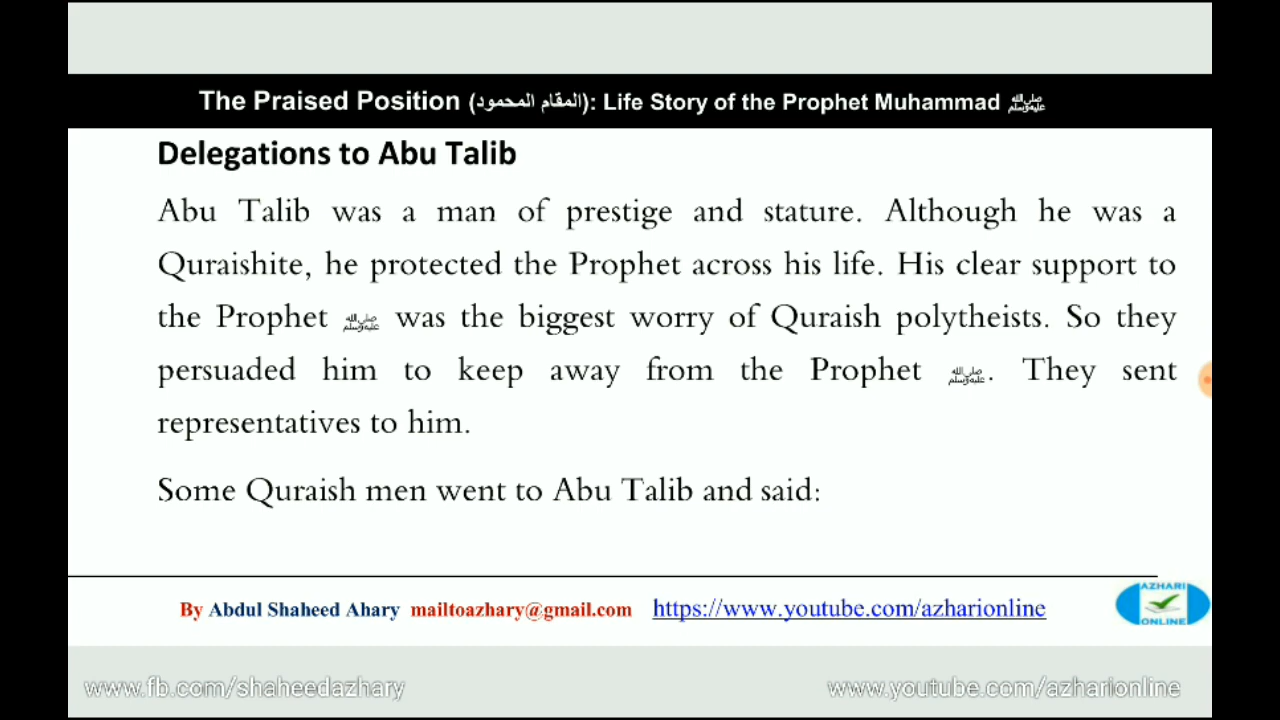 The Praised Position (المقام المحمود): Life Story of the Prophet Muhammad ﷺ
Delegations to Abu Talib
Abu Talib was a man of prestige and stature. Although he was a
Quraishite, he protected the Prophet across his life. His clear support to
the Prophet ﷺ was the biggest worry of Quraish polytheists. So they
persuaded him to keep away from the Prophet ﷺ. They sent
representatives to him.
Some Quraish men went to Abu Talib and said:
By Abdul Shaheed Ahary mailtoazhary@gmail.com https://www.youtube.com/azharionline
AZHARI
ONLINE
www.fb.com/shaheedazhary www.youtube.com/azharionline